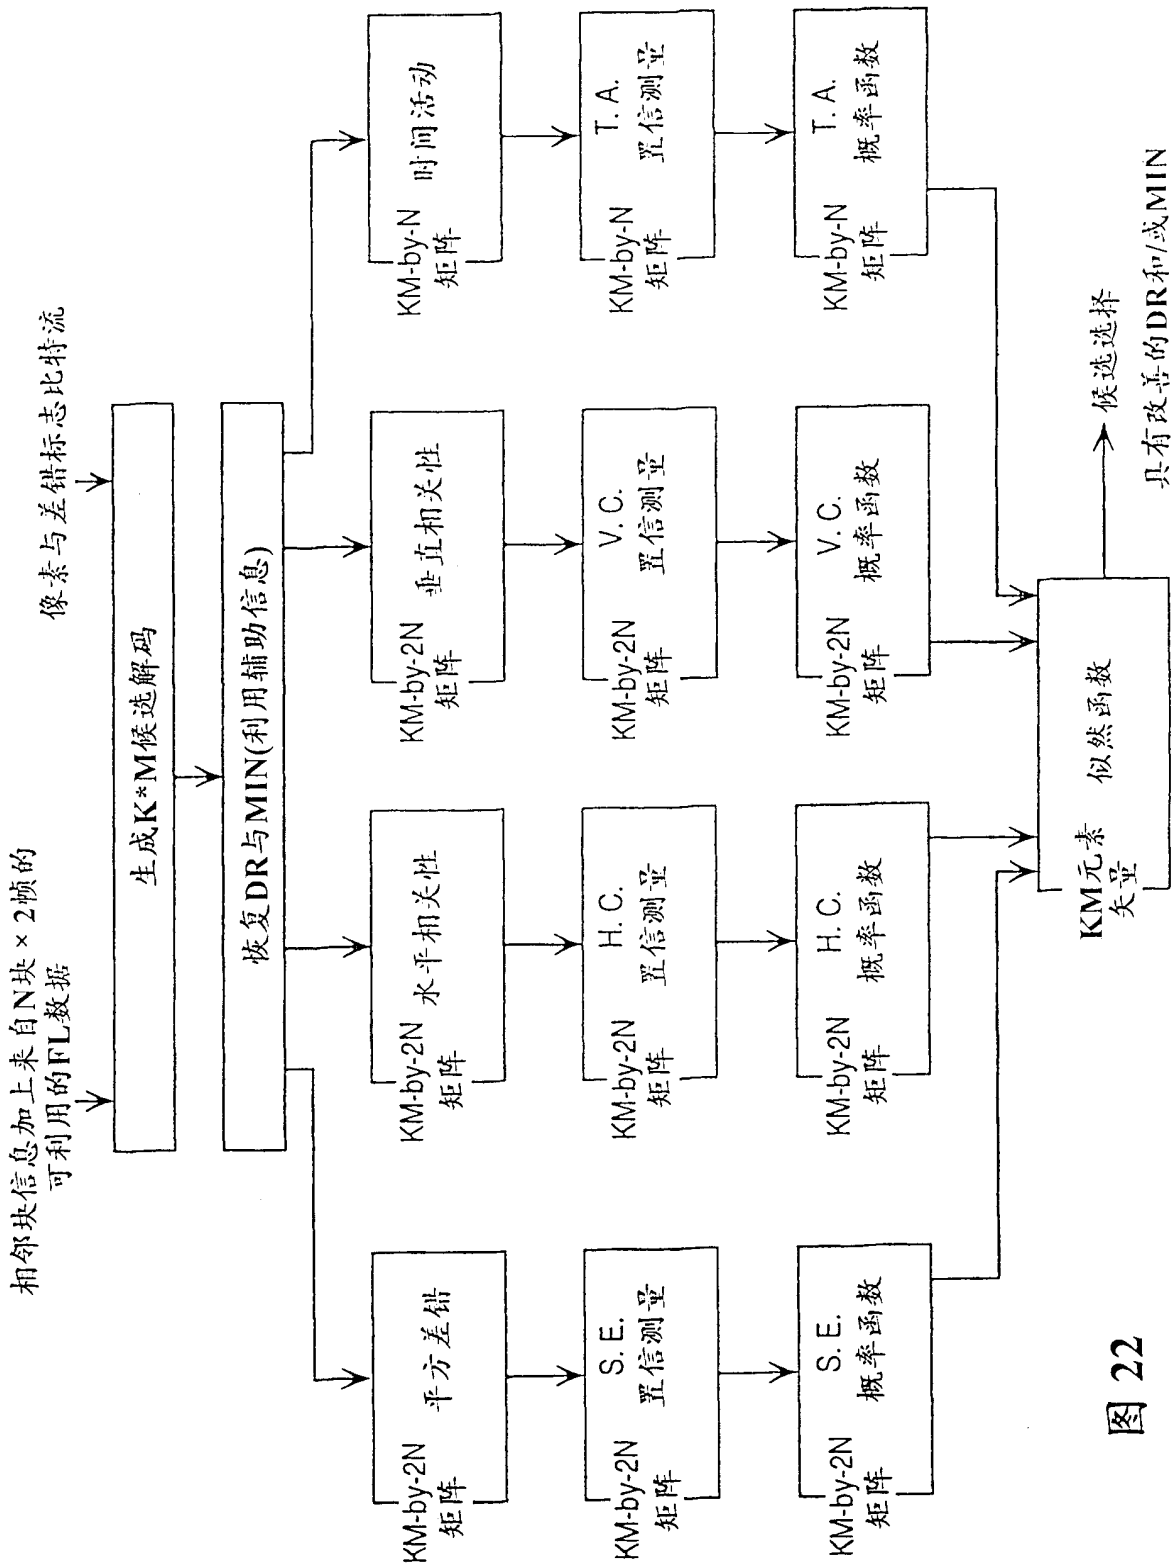 相邻块信息加上来自N块 × 2帧的
可利用的FL数据
像素与差错标志比特流
生成K*M候选解码
恢复DR与MIN(利用辅助信息)
平方差错
KM-by-2N
矩阵
水平相关性
KM-by-2N
矩阵
垂直相关性
KM-by-2N
矩阵
时间活动
KM-by-N
矩阵
S. E.
置信测量
KM-by-2N
矩阵
H. C.
置信测量
KM-by-2N
矩阵
V. C.
置信测量
KM-by-2N
矩阵
T. A.
置信测量
KM-by-N
矩阵
S. E.
概率函数
KM-by-2N
矩阵
H. C.
概率函数
KM-by-2N
矩阵
V. C.
概率函数
KM-by-2N
矩阵
T. A.
概率函数
KM-by-N
矩阵
似然函数
KM元素
矢量
候选选择
具有改善的DR和/或MIN
图 22